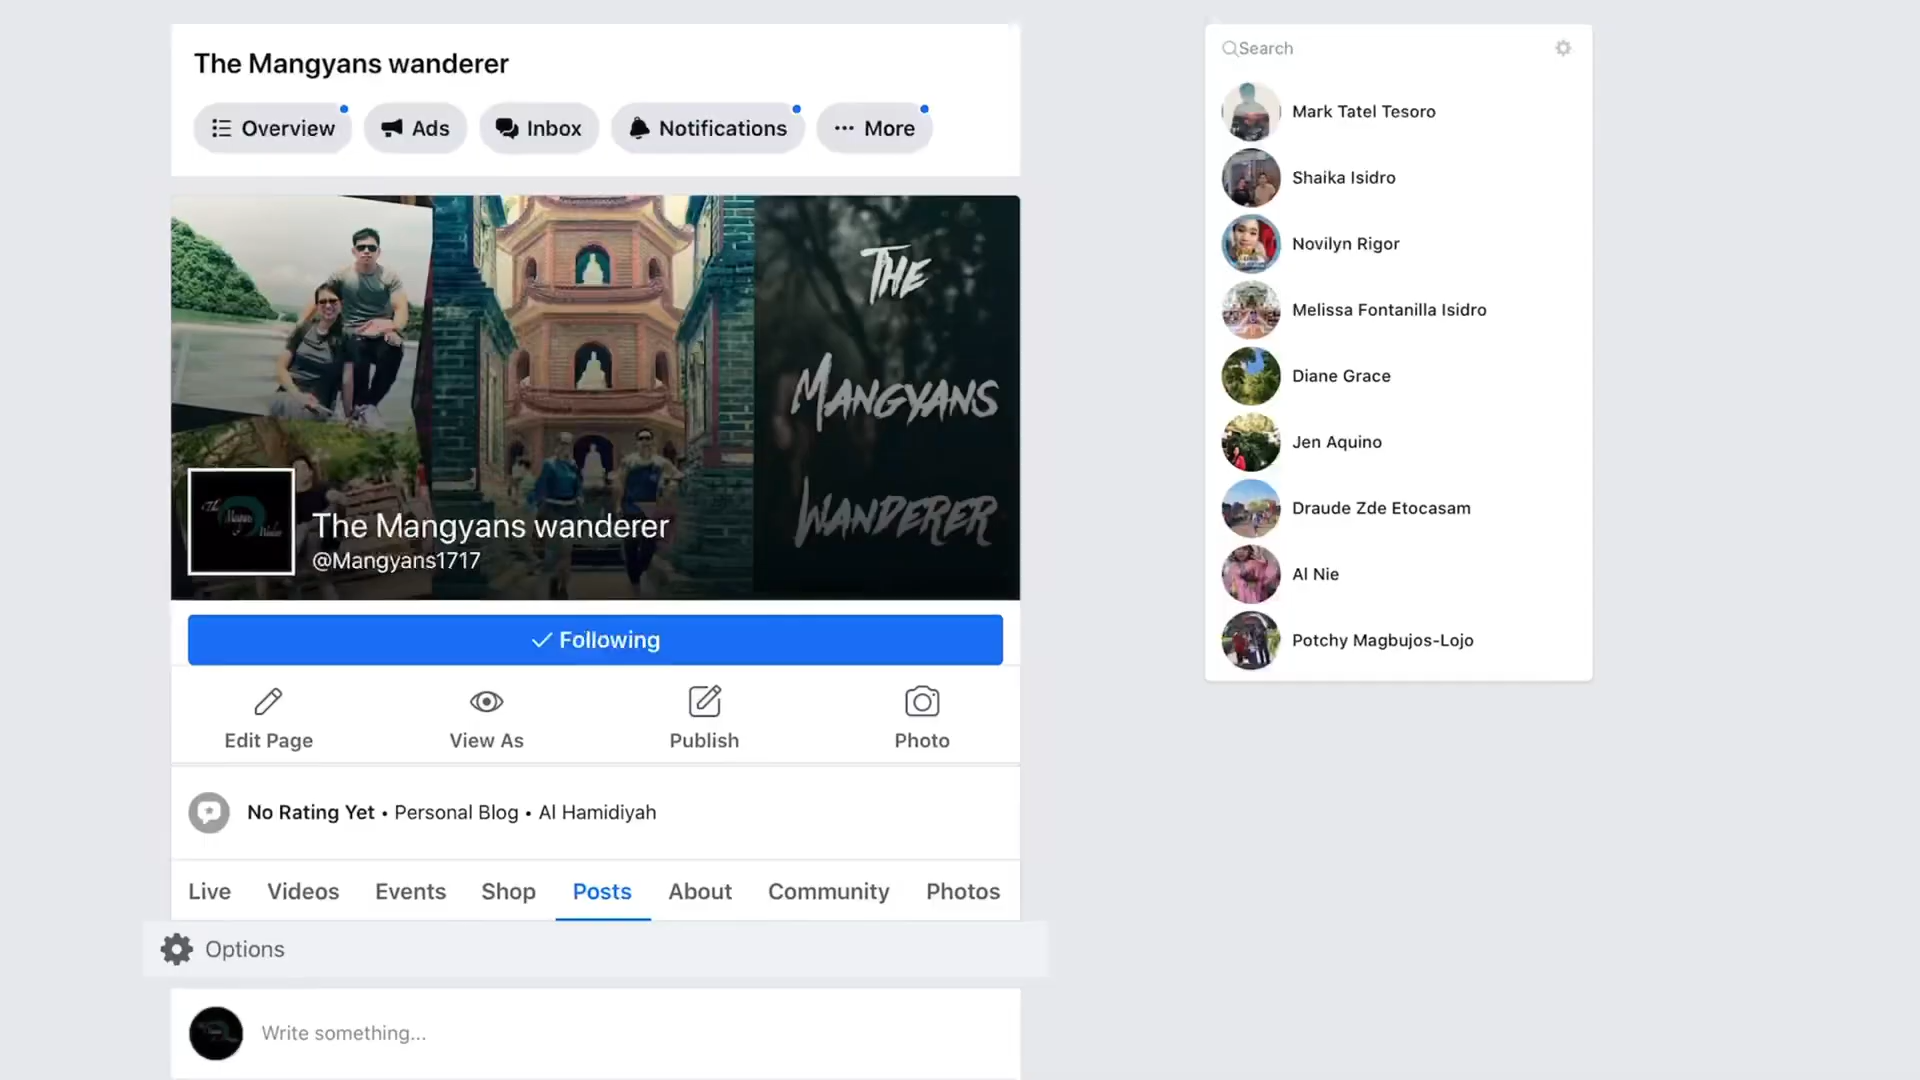 The Mangyans wanderer
Overview
Ads
Inbox
Notifications
More
THE
MANGYANS
WANDERER
The Mangyans wanderer
@Mangyans1717
Following
Edit Page
View As
Publish
Photo
No Rating Yet • Personal Blog • Al Hamidiyah
Live Videos Events Shop Posts About Community Photos
Options
Write something...
Search
Mark Tatel Tesoro
Shaika Isidro
Novilyn Rigor
Melissa Fontanilla Isidro
Diane Grace
Jen Aquino
Draude Zde Etocasam
Al Nie
Potchy Magbujos-Lojo